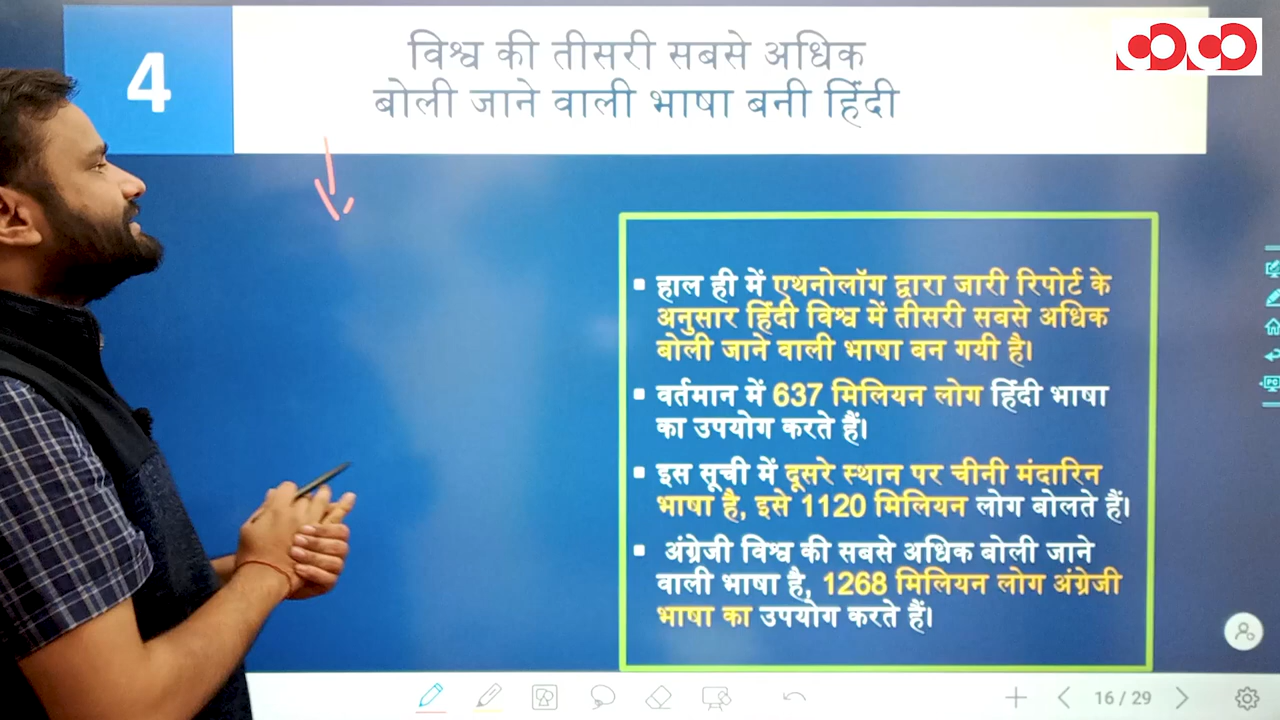 4
विश्व की तीसरी सबसे अधिक
बोली जाने वाली भाषा बनी हिंदी
▪ हाल ही में एथनोलॉग द्वारा जारी रिपोर्ट के
अनुसार हिंदी विश्व में तीसरी सबसे अधिक
बोली जाने वाली भाषा बन गयी है।
▪ वर्तमान में 637 मिलियन लोग हिंदी भाषा
का उपयोग करते हैं।
▪ इस सूची में दूसरे स्थान पर चीनी मंदारिन
भाषा है, इसे 1120 मिलियन लोग बोलते हैं।
▪ अंग्रेजी विश्व की सबसे अधिक बोली जाने
वाली भाषा है, 1268 मिलियन लोग अंग्रेजी
भाषा का उपयोग करते हैं।
16 / 29